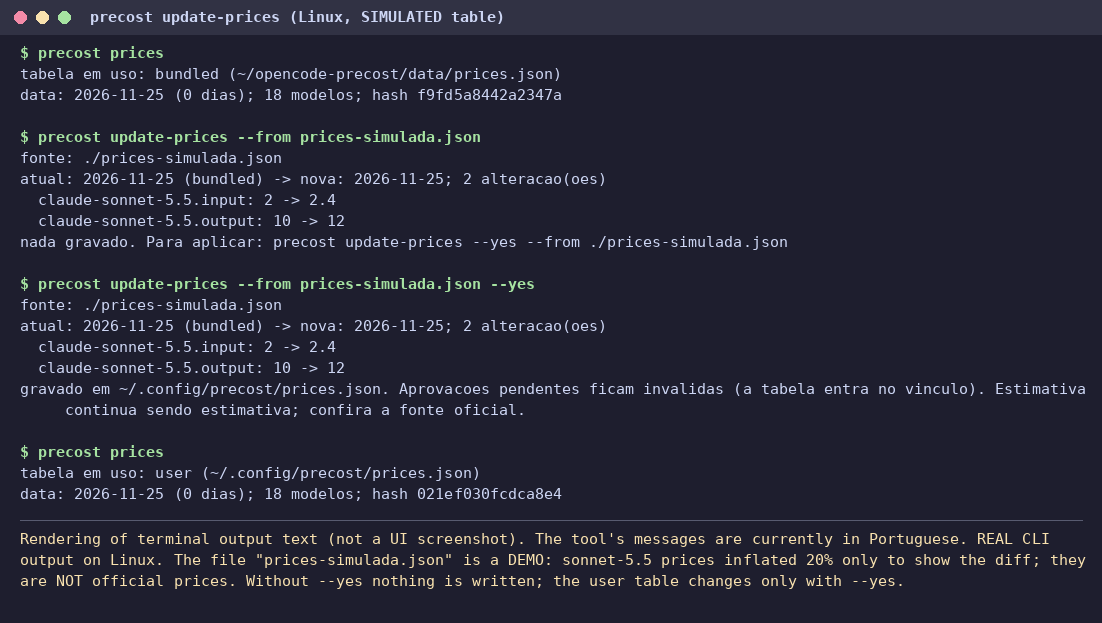 precost update-prices (Linux, SIMULATED table)
$ precost prices
tabela em uso: bundled (~/opencode-precost/data/prices.json)
data: 2026-11-25 (0 dias); 18 modelos; hash f9fd5a8442a2347a
$ precost update-prices --from prices-simulada.json
fonte: ./prices-simulada.json
atual: 2026-11-25 (bundled) -> nova: 2026-11-25; 2 alteracao(oes)
claude-sonnet-5.5.input: 2 -> 2.4
claude-sonnet-5.5.output: 10 -> 12
nada gravado. Para aplicar: precost update-prices --yes --from ./prices-simulada.json
$ precost update-prices --from prices-simulada.json --yes
fonte: ./prices-simulada.json
atual: 2026-11-25 (bundled) -> nova: 2026-11-25; 2 alteracao(oes)
claude-sonnet-5.5.input: 2 -> 2.4
claude-sonnet-5.5.output: 10 -> 12
gravado em ~/.config/precost/prices.json. Aprovacoes pendentes ficam invalidas (a tabela entra no vinculo). Estimativa
continua sendo estimativa; confira a fonte oficial.
$ precost prices
tabela em uso: user (~/.config/precost/prices.json)
data: 2026-11-25 (0 dias); 18 modelos; hash 021ef030fcdca8e4
Rendering of terminal output text (not a UI screenshot). The tool's messages are currently in Portuguese. REAL CLI
output on Linux. The file "prices-simulada.json" is a DEMO: sonnet-5.5 prices inflated 20% only to show the diff; they
are NOT official prices. Without --yes nothing is written; the user table changes only with --yes.